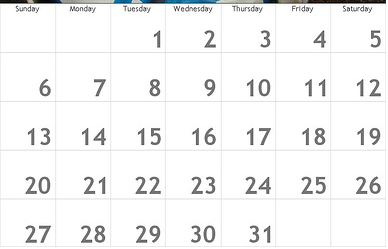 Sunday Monday Tuesday Wednesday Thursday Friday Saturday
1 2 3 4 5
6 7 8 9 10 11 12
13 14 15 16 17 18 19
20 21 22 23 24 25 26
27 28 29 30 31